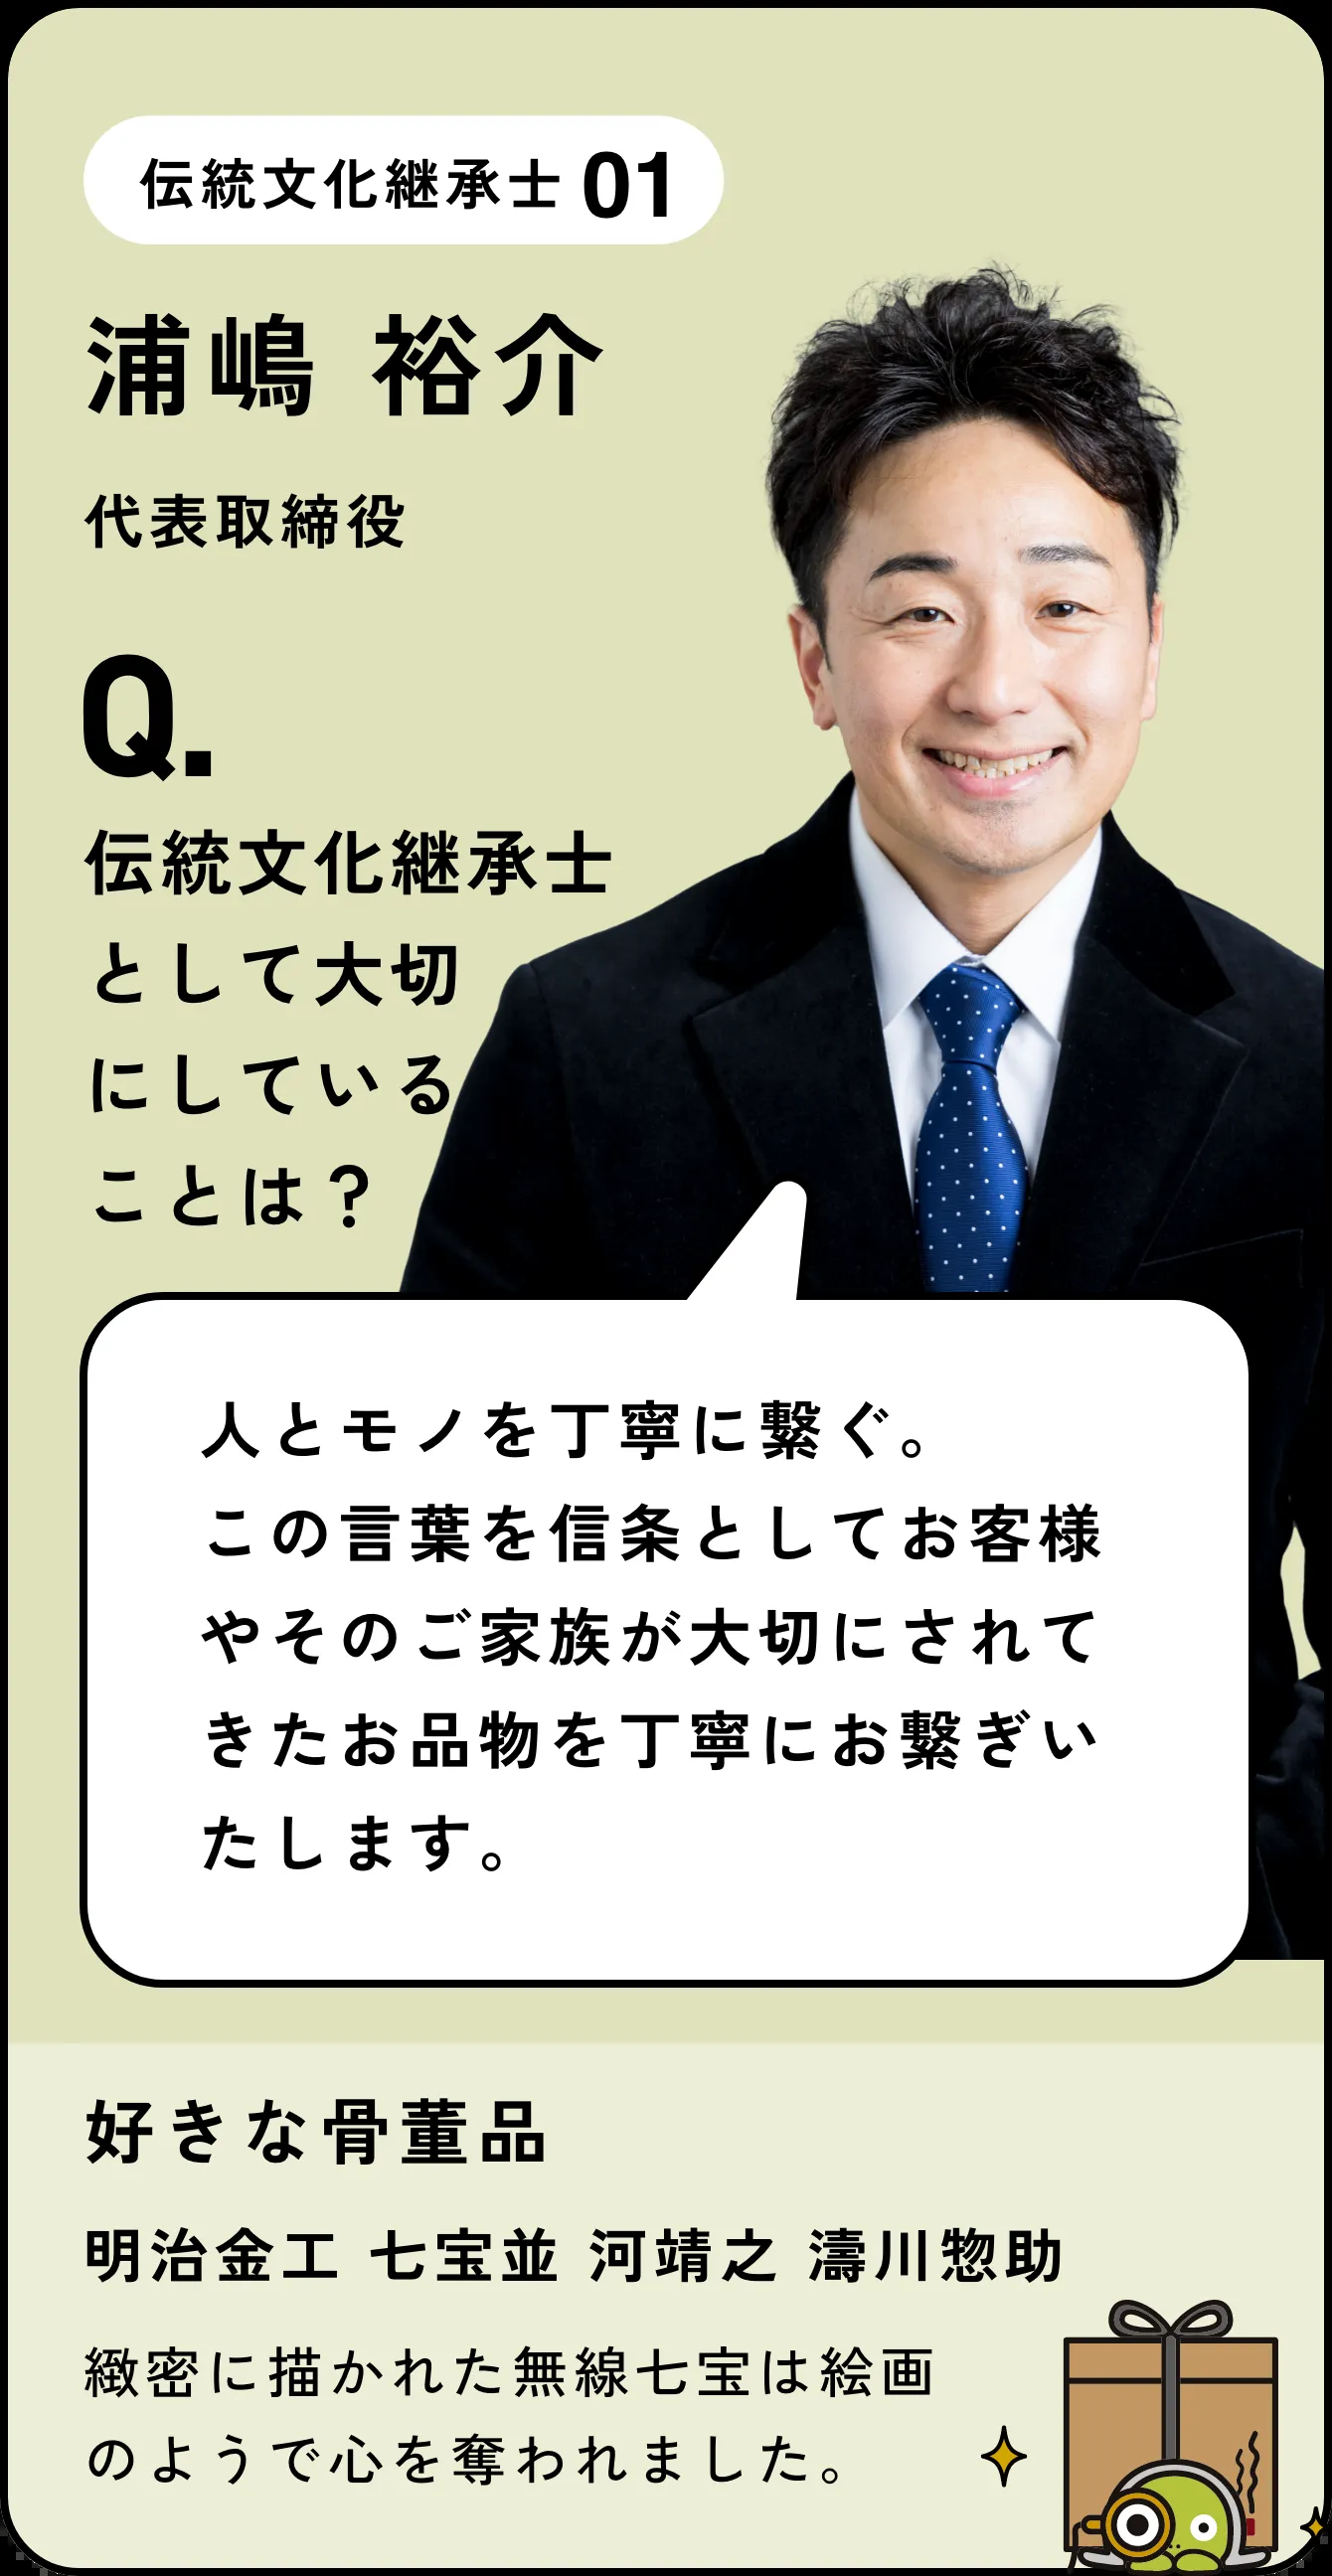 伝統文化継承士 01
浦嶋 裕介
代表取締役
Q.
伝統文化継承士
として大切
にしている
ことは？
人とモノを丁寧に繋ぐ。
この言葉を信条としてお客様
やそのご家族が大切にされて
きたお品物を丁寧にお繋ぎい
たします。
好きな骨董品
明治金工 七宝並 河靖之 濤川惣助
緻密に描かれた無線七宝は絵画
のようで心を奪われました。